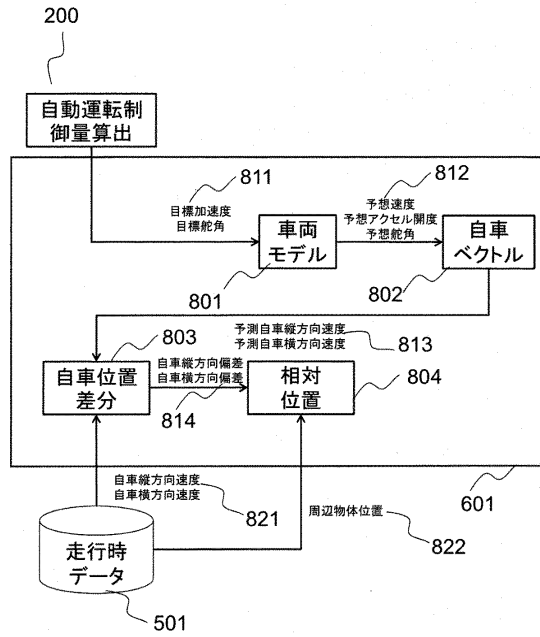 200
自動運転制
御量算出
811
目標加速度
目標舵角
812
予想速度
予想アクセル開度
予想舵角
車両
モデル
801
自車
ベクトル
802
803
予測自車縦方向速度
予測自車横方向速度
813
自車位置
差分
自車縦方向偏差
自車横方向偏差
814
相対
位置
804
自車縦方向速度
自車横方向速度
821
601
周辺物体位置
822
走行時
データ
501